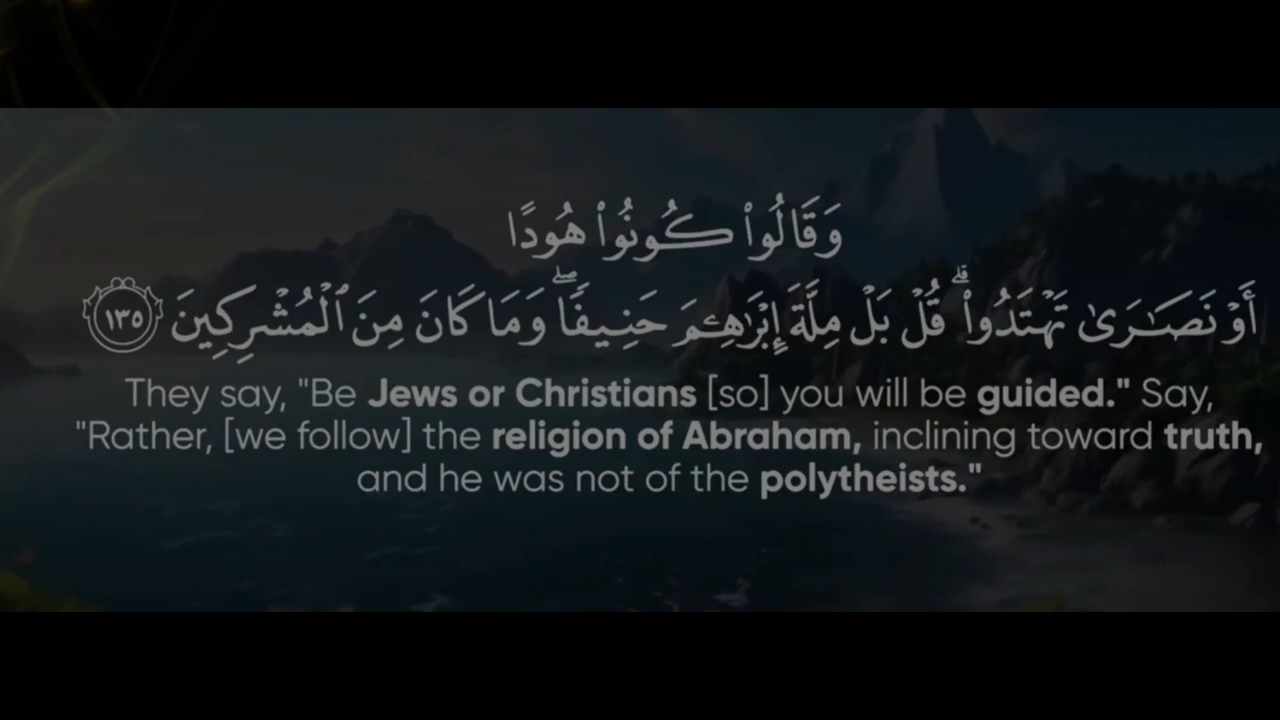 وَقَالُوا۟ كُونُوا۟ هُودًا
أَوْ نَصَـٰرَىٰ تَهْتَدُوا۟ ۗ قُلْ بَلْ مِلَّةَ إِبْرَٰهِـۧمَ حَنِيفًا ۖ وَمَا كَانَ مِنَ ٱلْمُشْرِكِينَ ١٣٥
They say, "Be Jews or Christians [so] you will be guided." Say,
"Rather, [we follow] the religion of Abraham, inclining toward truth,
and he was not of the polytheists."